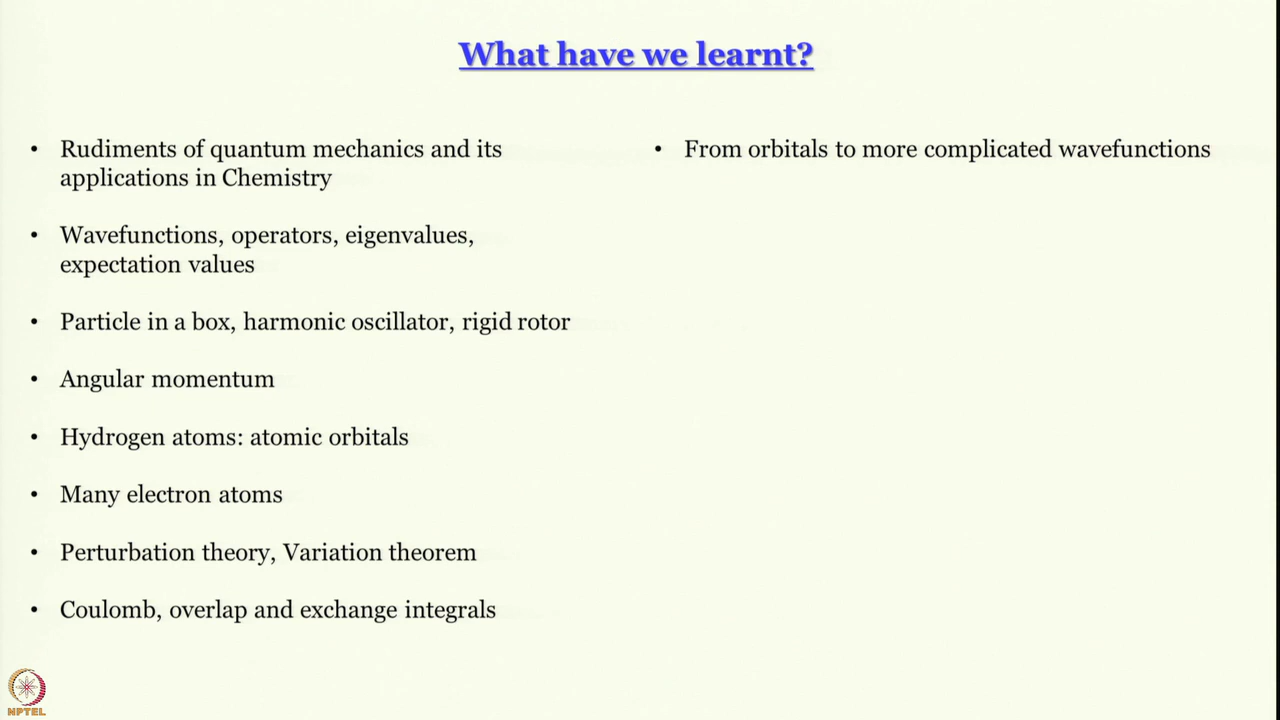 What have we learnt?
• Rudiments of quantum mechanics and its
applications in Chemistry
• Wavefunctions, operators, eigenvalues,
expectation values
• Particle in a box, harmonic oscillator, rigid rotor
• Angular momentum
• Hydrogen atoms: atomic orbitals
• Many electron atoms
• Perturbation theory, Variation theorem
• Coulomb, overlap and exchange integrals
• From orbitals to more complicated wavefunctions
NPTEL